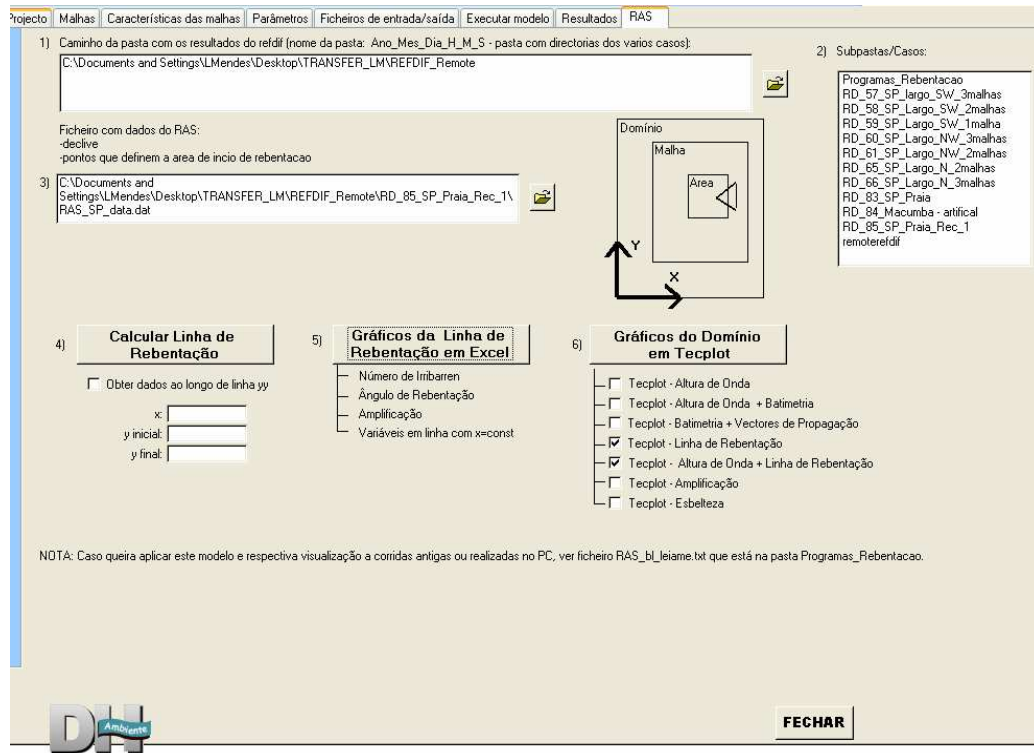 Projecto Malhas Características das malhas Parâmetros Ficheiros de entrada/saída Executar modelo Resultados RAS
1) Caminho da pasta com os resultados do refdif (nome da pasta: Ano_Mes_Dia_H_M_S - pasta com directorias dos varios casos):
C:\Documents and Settings\LMendes\Desktop\TRANSFER_LM\REFDIF_Remote
2) Subpastas/Casos:
Programas_Rebentacao
RD_57_SP_largo_SW_3malhas
RD_58_SP_Largo_SW_2malhas
RD_59_SP_Largo_SW_1malha
RD_60_SP_Largo_NW_3malhas
RD_61_SP_Largo_NW_2malhas
RD_65_SP_Largo_N_2malhas
RD_66_SP_Largo_N_3malhas
RD_83_SP_Praia
RD_84_Macumba - artifical
RD_85_SP_Praia_Rec_1
remoterefdif
Ficheiro com dados do RAS:
-declive
-pontos que definem a area de incio de rebentacao
3) C:\Documents and
Settings\LMendes\Desktop\TRANSFER_LM\REFDIF_Remote\RD_85_SP_Praia_Rec_1\
RAS_SP_data.dat
Domínio
Malha
Area
Y
X
4) Calcular Linha de
Rebentação
Obter dados ao longo de linha yy
x:
y inicial:
y final:
5) Gráficos da Linha de
Rebentação em Excel
Número de Irribarren
Ângulo de Rebentação
Amplificação
Variáveis em linha com x=const
6) Gráficos do Domínio
em Tecplot
Tecplot - Altura de Onda
Tecplot - Altura de Onda + Batimetria
Tecplot - Batimetria + Vectores de Propagação
Tecplot - Linha de Rebentação
Tecplot - Altura de Onda + Linha de Rebentação
Tecplot - Amplificação
Tecplot - Esbelteza
NOTA: Caso queira aplicar este modelo e respectiva visualização a corridas antigas ou realizadas no PC, ver ficheiro RAS_bl_leiame.txt que está na pasta Programas_Rebentacao.
DH
Ambiente
FECHAR